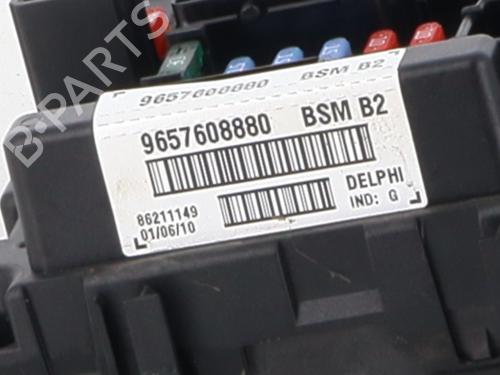 9657608880 BSM B2
9657608880 BSM B2
86211149
01/06/10
DELPHI
IND: G
B-PARTS